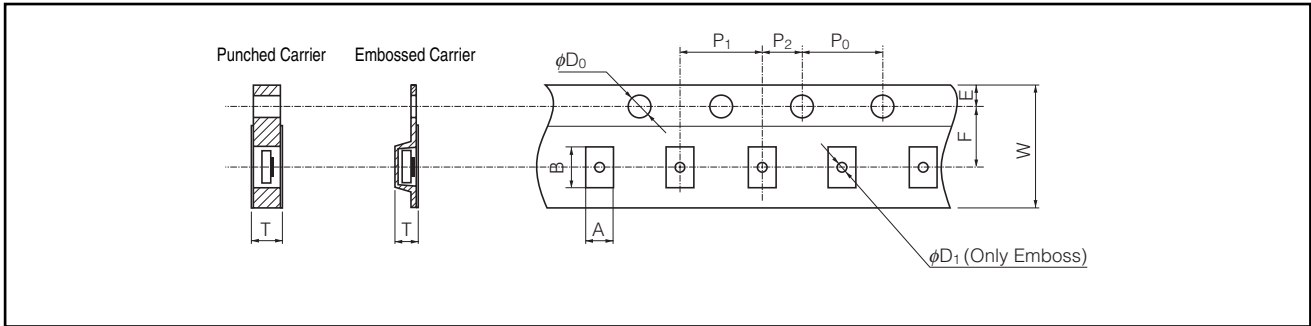 Punched Carrier
Embossed Carrier
P1
P2
P0
ϕD0
E
F
W
B
A
T
T
ϕD1 (Only Emboss)